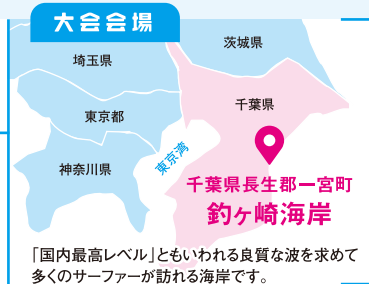 大会会場
茨城県
埼玉県
千葉県
東京都
東京湾
神奈川県
千葉県長生郡一宮町
釣ヶ崎海岸
「国内最高レベル」ともいわれる良質な波を求めて
多くのサーファーが訪れる海岸です。